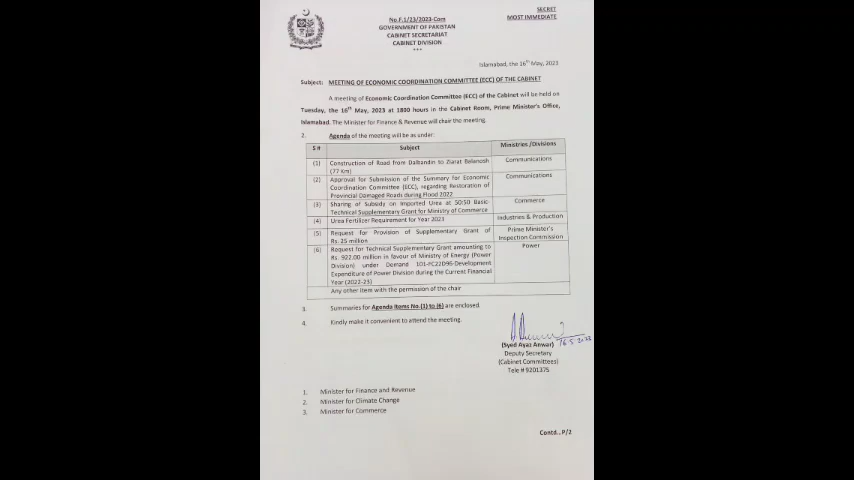 SECRET
MOST IMMEDIATE
No.F.1/23/2023-Com
GOVERNMENT OF PAKISTAN
CABINET SECRETARIAT
CABINET DIVISION
***
Islamabad, the 16th May, 2023
Subject: MEETING OF ECONOMIC COORDINATION COMMITTEE (ECC) OF THE CABINET
A meeting of Economic Coordination Committee (ECC) of the Cabinet will be held on
Tuesday, the 16th May, 2023 at 1800 hours in the Cabinet Room, Prime Minister's Office,
Islamabad. The Minister for Finance & Revenue will chair the meeting.
2. Agenda of the meeting will be as under:
S # Subject Ministries /Divisions
(1) Construction of Road from Dalbandin to Ziarat Belanosh Communications
(77 Km)
(2) Approval for Submission of the Summary for Economic Communications
Coordination Committee (ECC), regarding Restoration of
Provincial Damaged Roads during Flood 2022
(3) Sharing of Subsidy on Imported Urea at 50:50 Basic- Commerce
Technical Supplementary Grant for Ministry of Commerce
(4) Urea Fertilizer Requirement for Year 2023 Industries & Production
(5) Request for Provision of Supplementary Grant of Prime Minister's
Rs. 25 million Inspection Commission
(6) Request for Technical Supplementary Grant amounting to Power
Rs. 922.00 million in favour of Ministry of Energy (Power
Division) under Demand Development
Expenditure of Power Division during the Current Financial
Year (2022-23)
Any other item with the permission of the chair
3. Summaries for Agenda Items No.(1) to (6) are enclosed.
4. Kindly make it convenient to attend the meeting.
16.5.2023
(Syed Ayaz Anwar)
Deputy Secretary
(Cabinet Committees)
Tele # 9201375
1. Minister for Finance and Revenue
2. Minister for Climate Change
3. Minister for Commerce
Contd...P/2